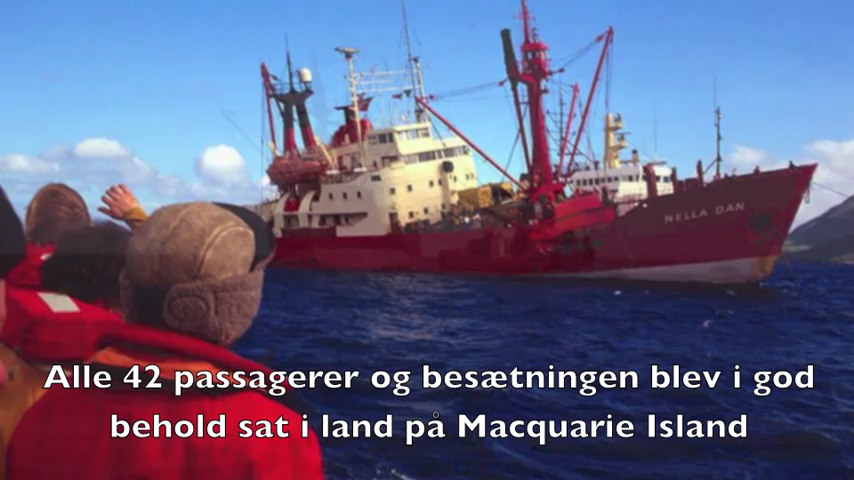 NELLA DAN
Alle 42 passagerer og besætningen blev i god
behold sat i land på Macquarie Island